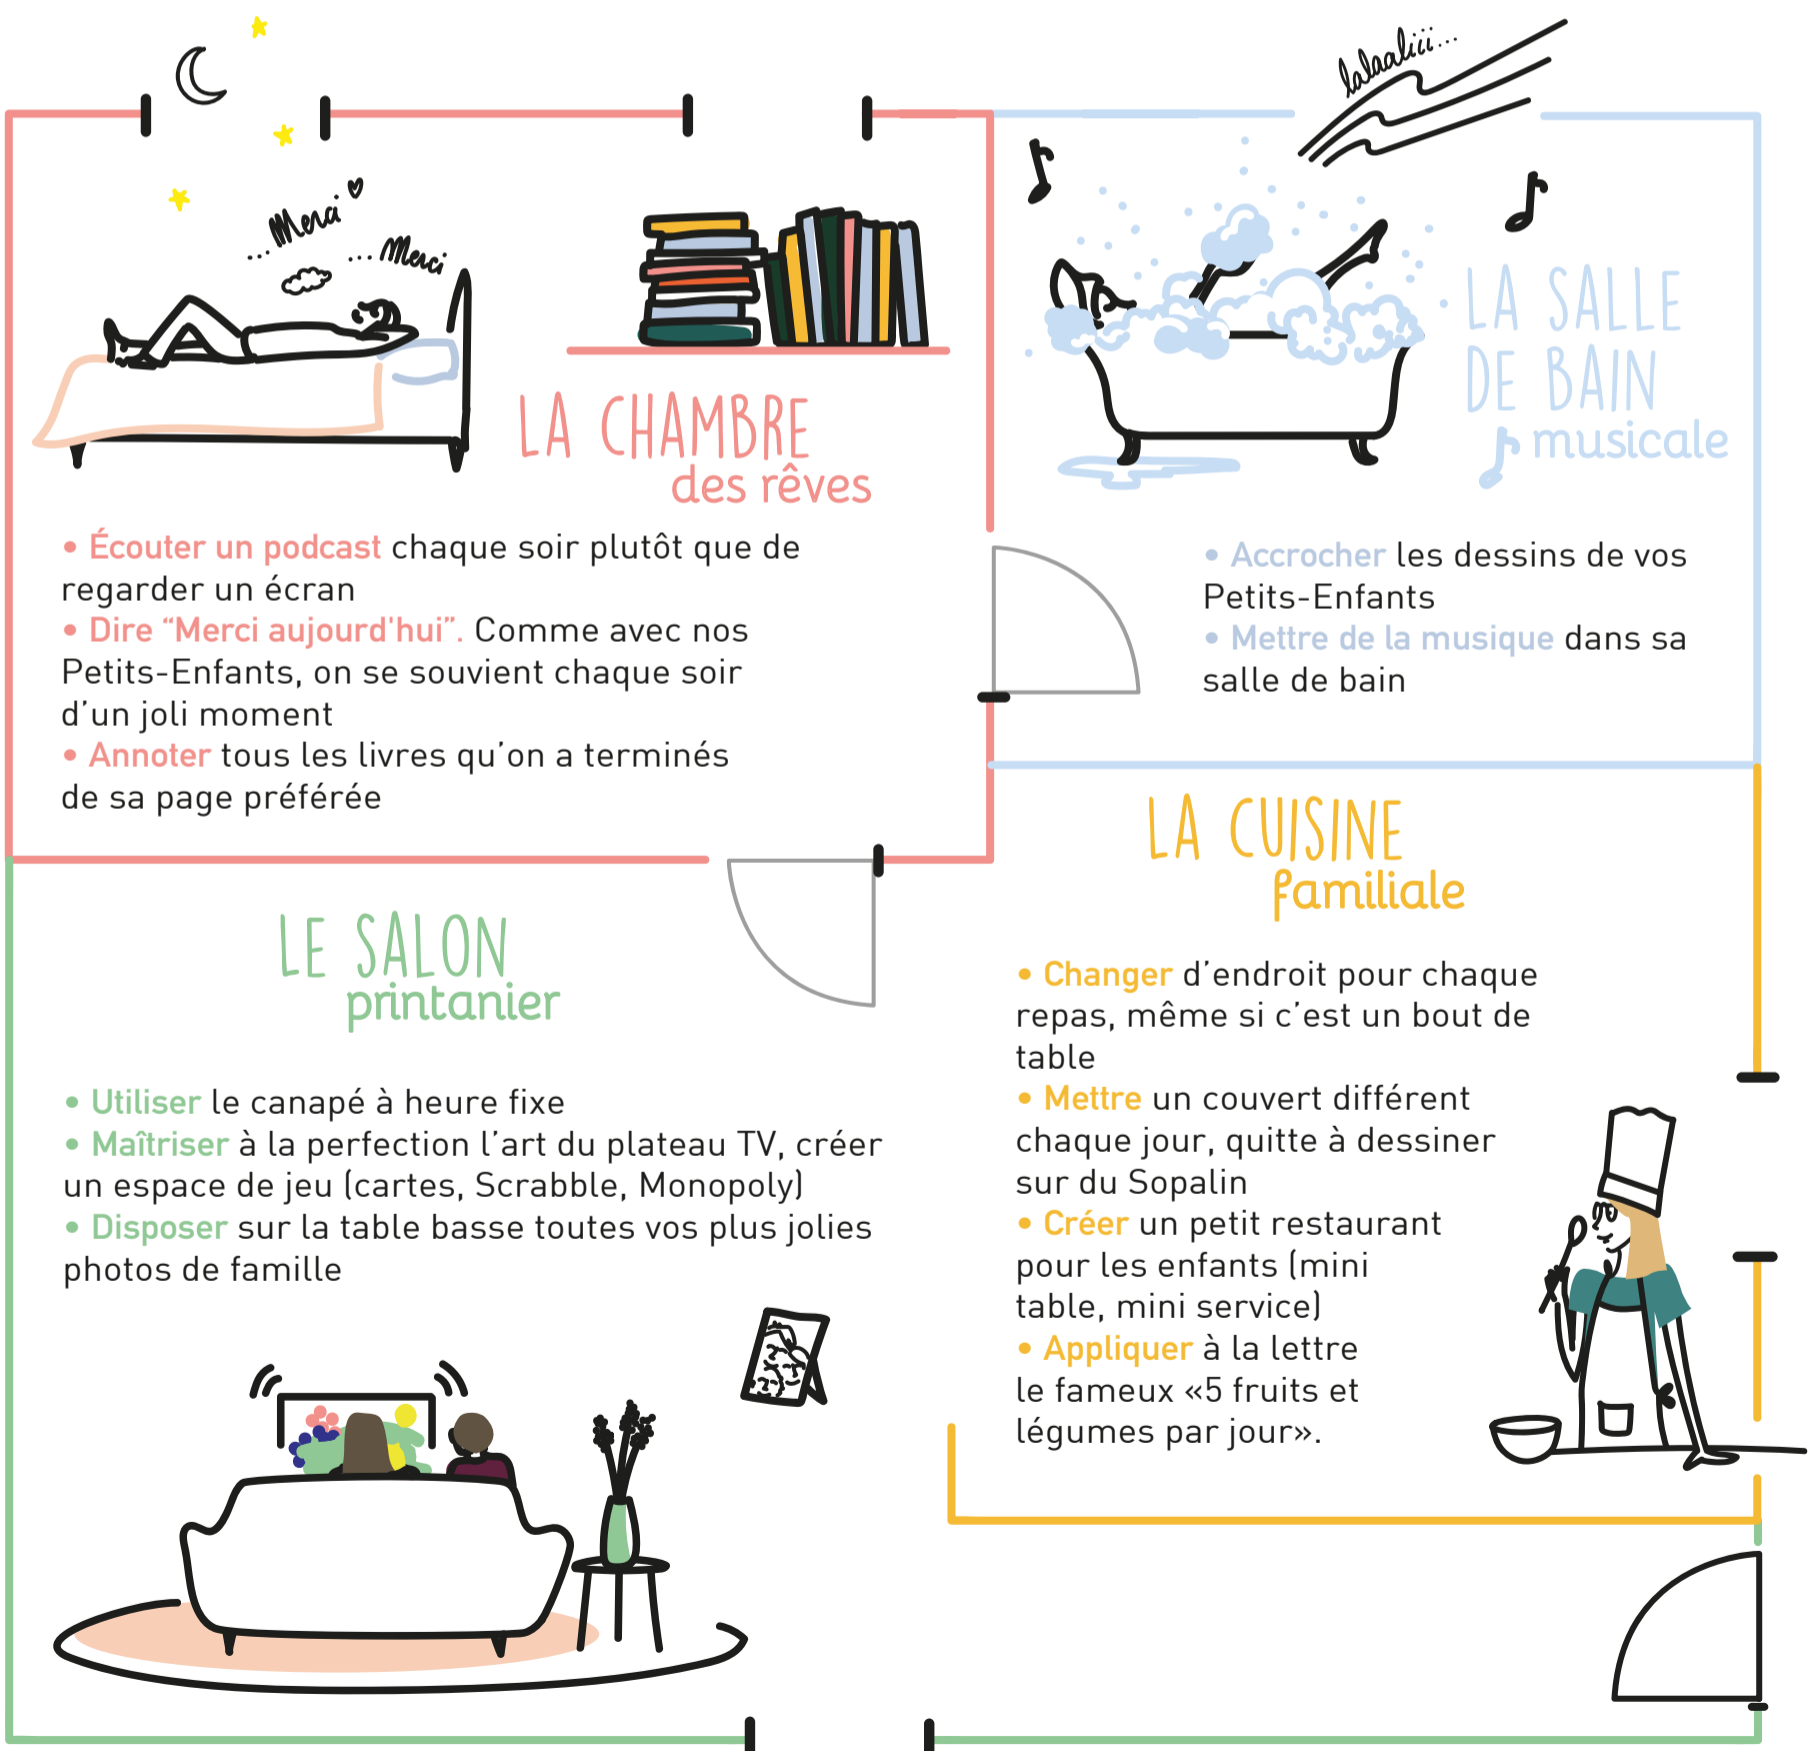 ...Merci
...Merci
LA CHAMBRE
des rêves
• Écouter un podcast chaque soir plutôt que de
regarder un écran
• Dire “Merci aujourd'hui”. Comme avec nos
Petits-Enfants, on se souvient chaque soir
d’un joli moment
• Annoter tous les livres qu’on a terminés
de sa page préférée
lalaaliii...
LA SALLE
DE BAIN
musicale
• Accrocher les dessins de vos
Petits-Enfants
• Mettre de la musique dans sa
salle de bain
LE SALON
printanier
• Utiliser le canapé à heure fixe
• Maîtriser à la perfection l’art du plateau TV, créer
un espace de jeu (cartes, Scrabble, Monopoly)
• Disposer sur la table basse toutes vos plus jolies
photos de famille
LA CUISINE
familiale
• Changer d’endroit pour chaque
repas, même si c’est un bout de
table
• Mettre un couvert différent
chaque jour, quitte à dessiner
sur du Sopalin
• Créer un petit restaurant
pour les enfants (mini
table, mini service)
• Appliquer à la lettre
le fameux «5 fruits et
légumes par jour».